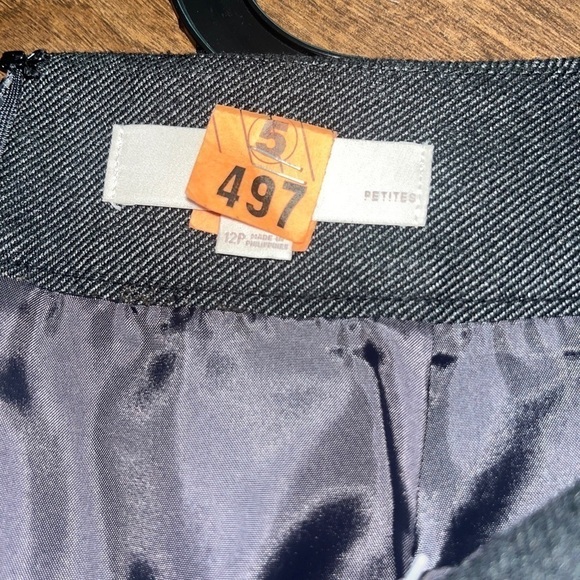 5
497
PETITES
12P MADE IN
PHILIPPINES